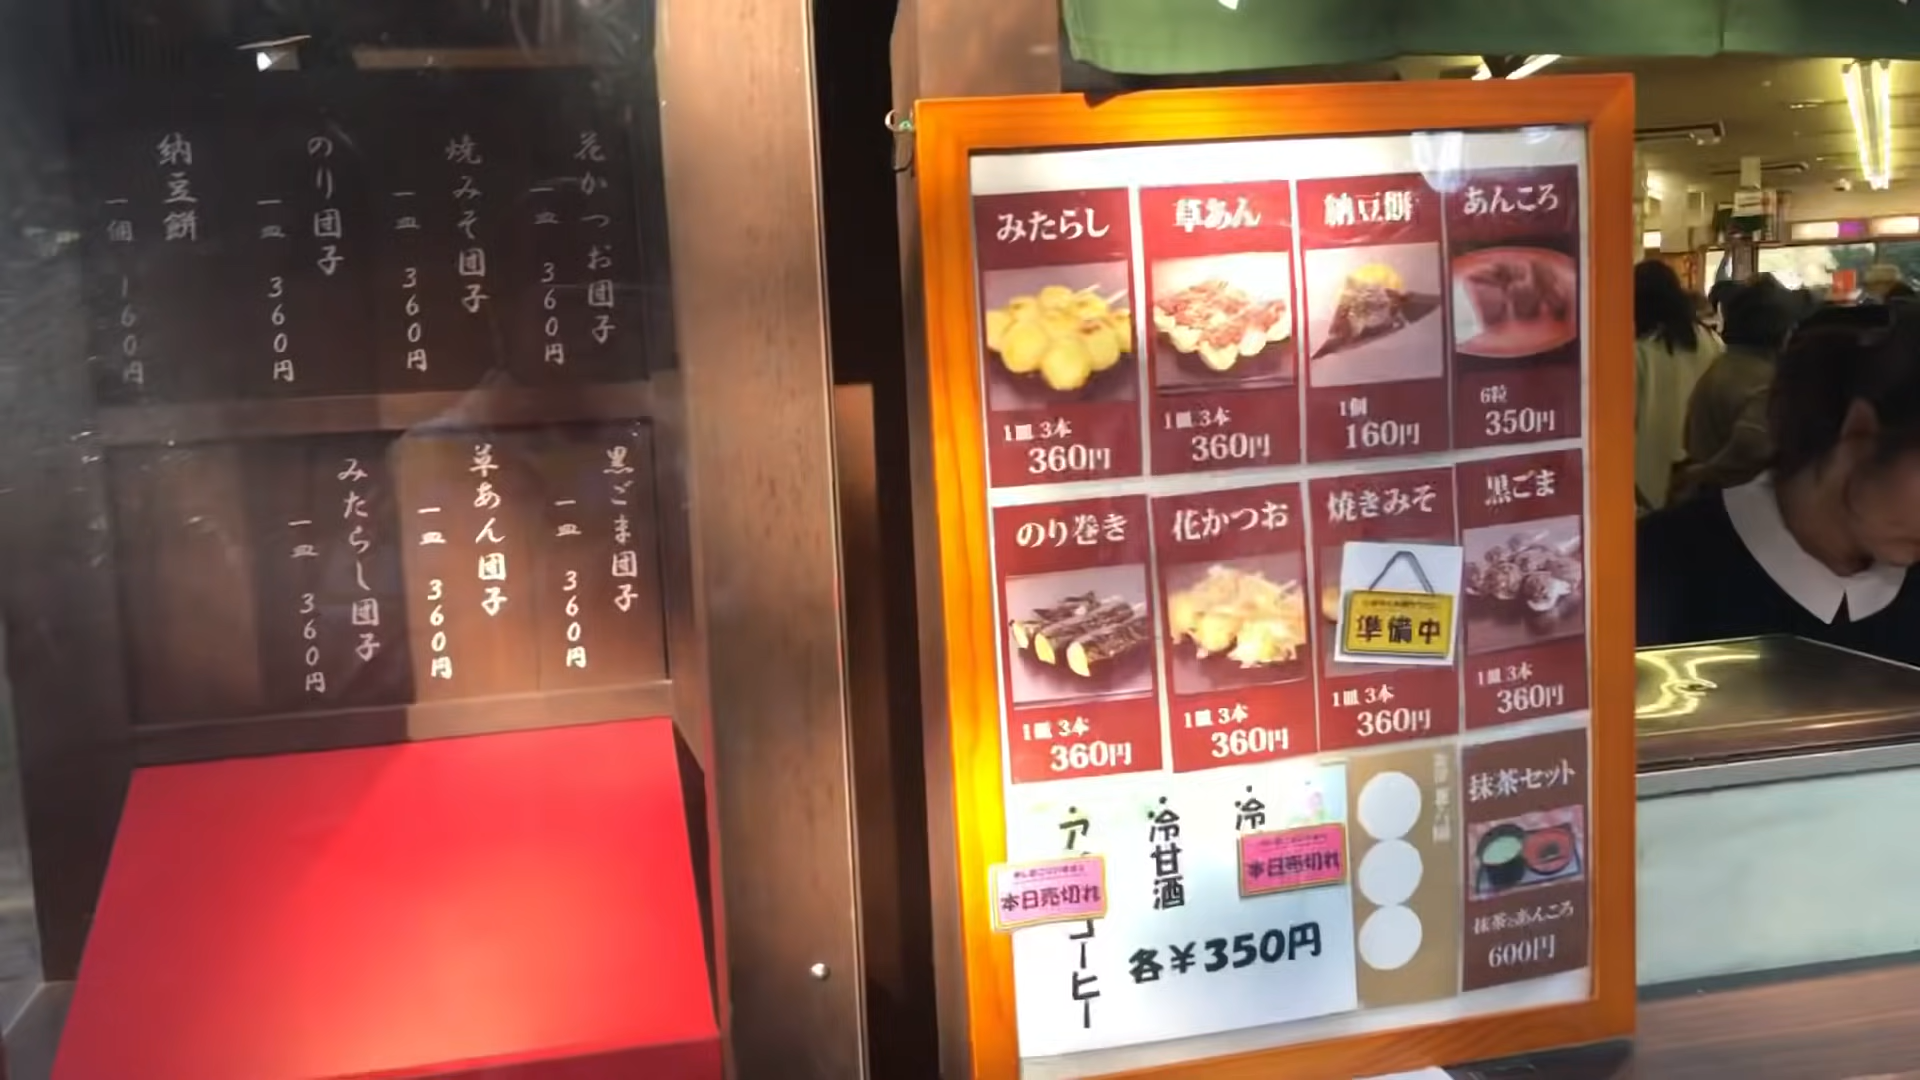 花かつお団子
一皿 360円
焼みそ団子
一皿 360円
のり団子
一皿 360円
納豆餅
一個 160円
黒ごま団子
一皿 360円
草あん団子
一皿 360円
みたらし団子
一皿 360円
みたらし
1皿 3本
360円
草あん
1皿 3本
360円
納豆餅
1個
160円
あんころ
6粒
350円
のり巻き
1皿 3本
360円
花かつお
1皿 3本
360円
焼きみそ
準備中
1皿 3本
360円
黒ごま
1皿 3本
360円
・冷
本日売切れ
・冷甘酒
・ア
本日売切れ
コーヒー
各¥350円
抹茶セット
抹茶とあんころ
600円